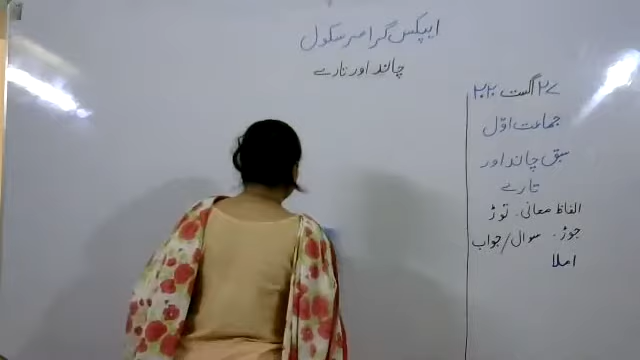 ایپکس گرامر سکول
چاند اور تارے
۲۷ اگست ۲۰۲۰
جماعت اوّل
سبق چاند اور
تارے
الفاظ معانی۔ توڑ
جوڑ۔ سوال/جواب
املا